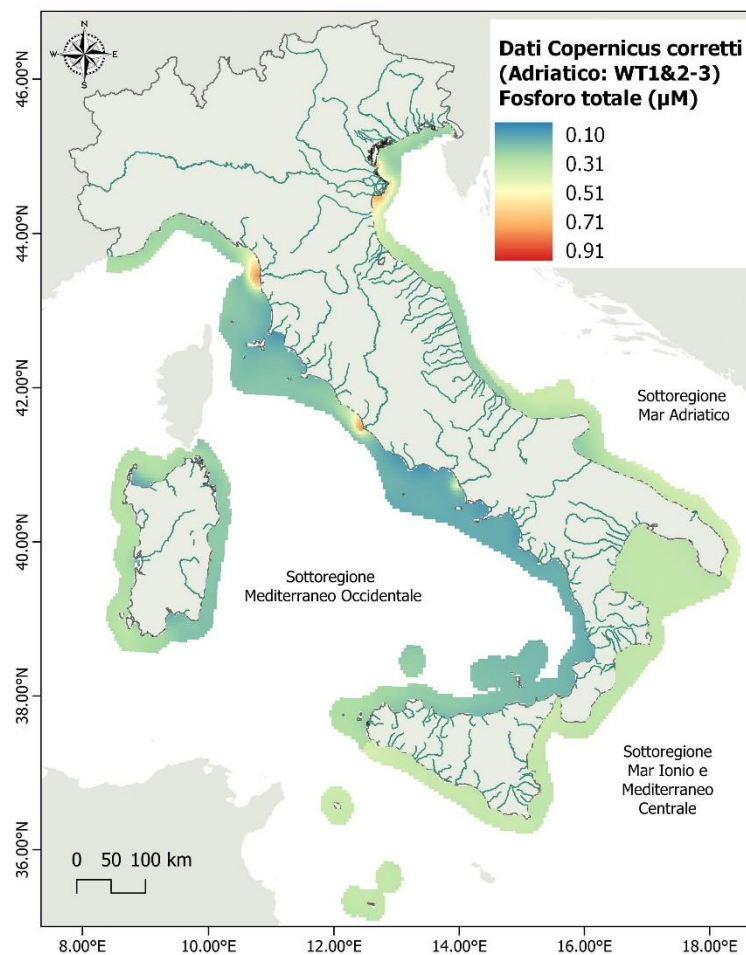 N
W
E
S
Dati Copernicus corretti
(Adriatico: WT1&2-3)
Fosforo totale (µM)
0.10
0.31
0.51
0.71
0.91
46.00°N
44.00°N
42.00°N
40.00°N
38.00°N
36.00°N
Sottoregione
Mar Adriatico
Sottoregione
Mediterraneo Occidentale
Sottoregione
Mar Ionio e
Mediterraneo
Centrale
0 50 100 km
8.00°E 10.00°E 12.00°E 14.00°E 16.00°E 18.00°E